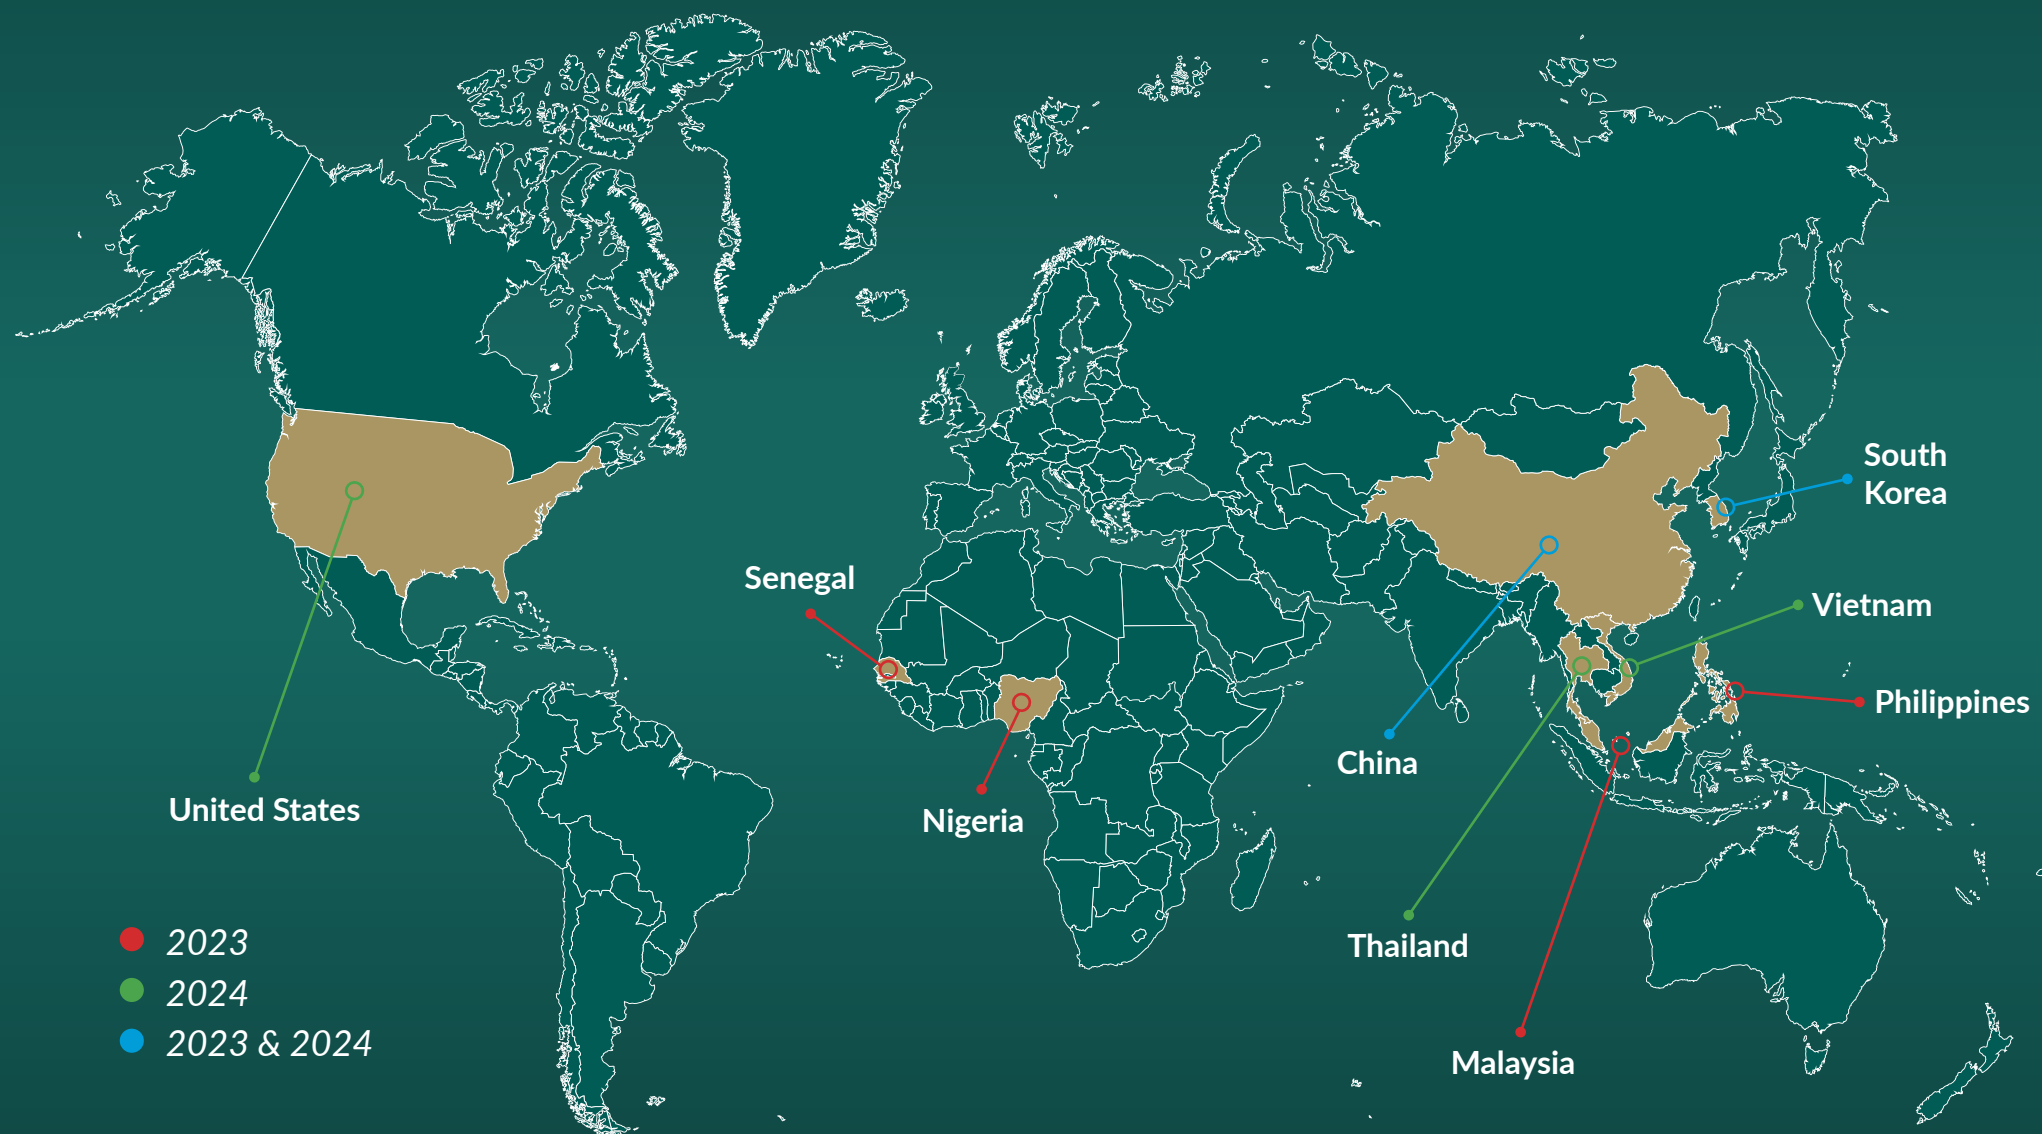 South
Korea
Senegal
Vietnam
Philippines
China
United States
Nigeria
Thailand
2023
2024
2023 & 2024
Malaysia